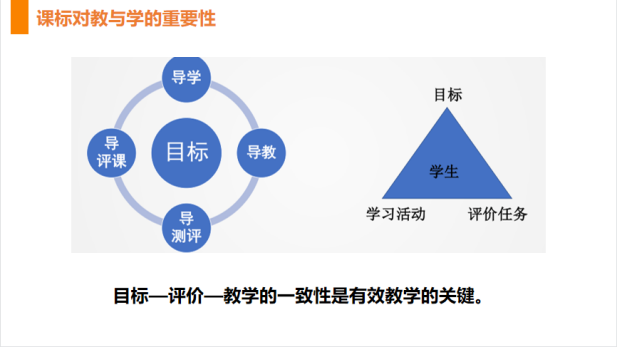 课标对教与学的重要性
导学
导
评课
目标
导教
导
测评
目标
学生
学习活动
评价任务
目标—评价—教学的一致性是有效教学的关键。